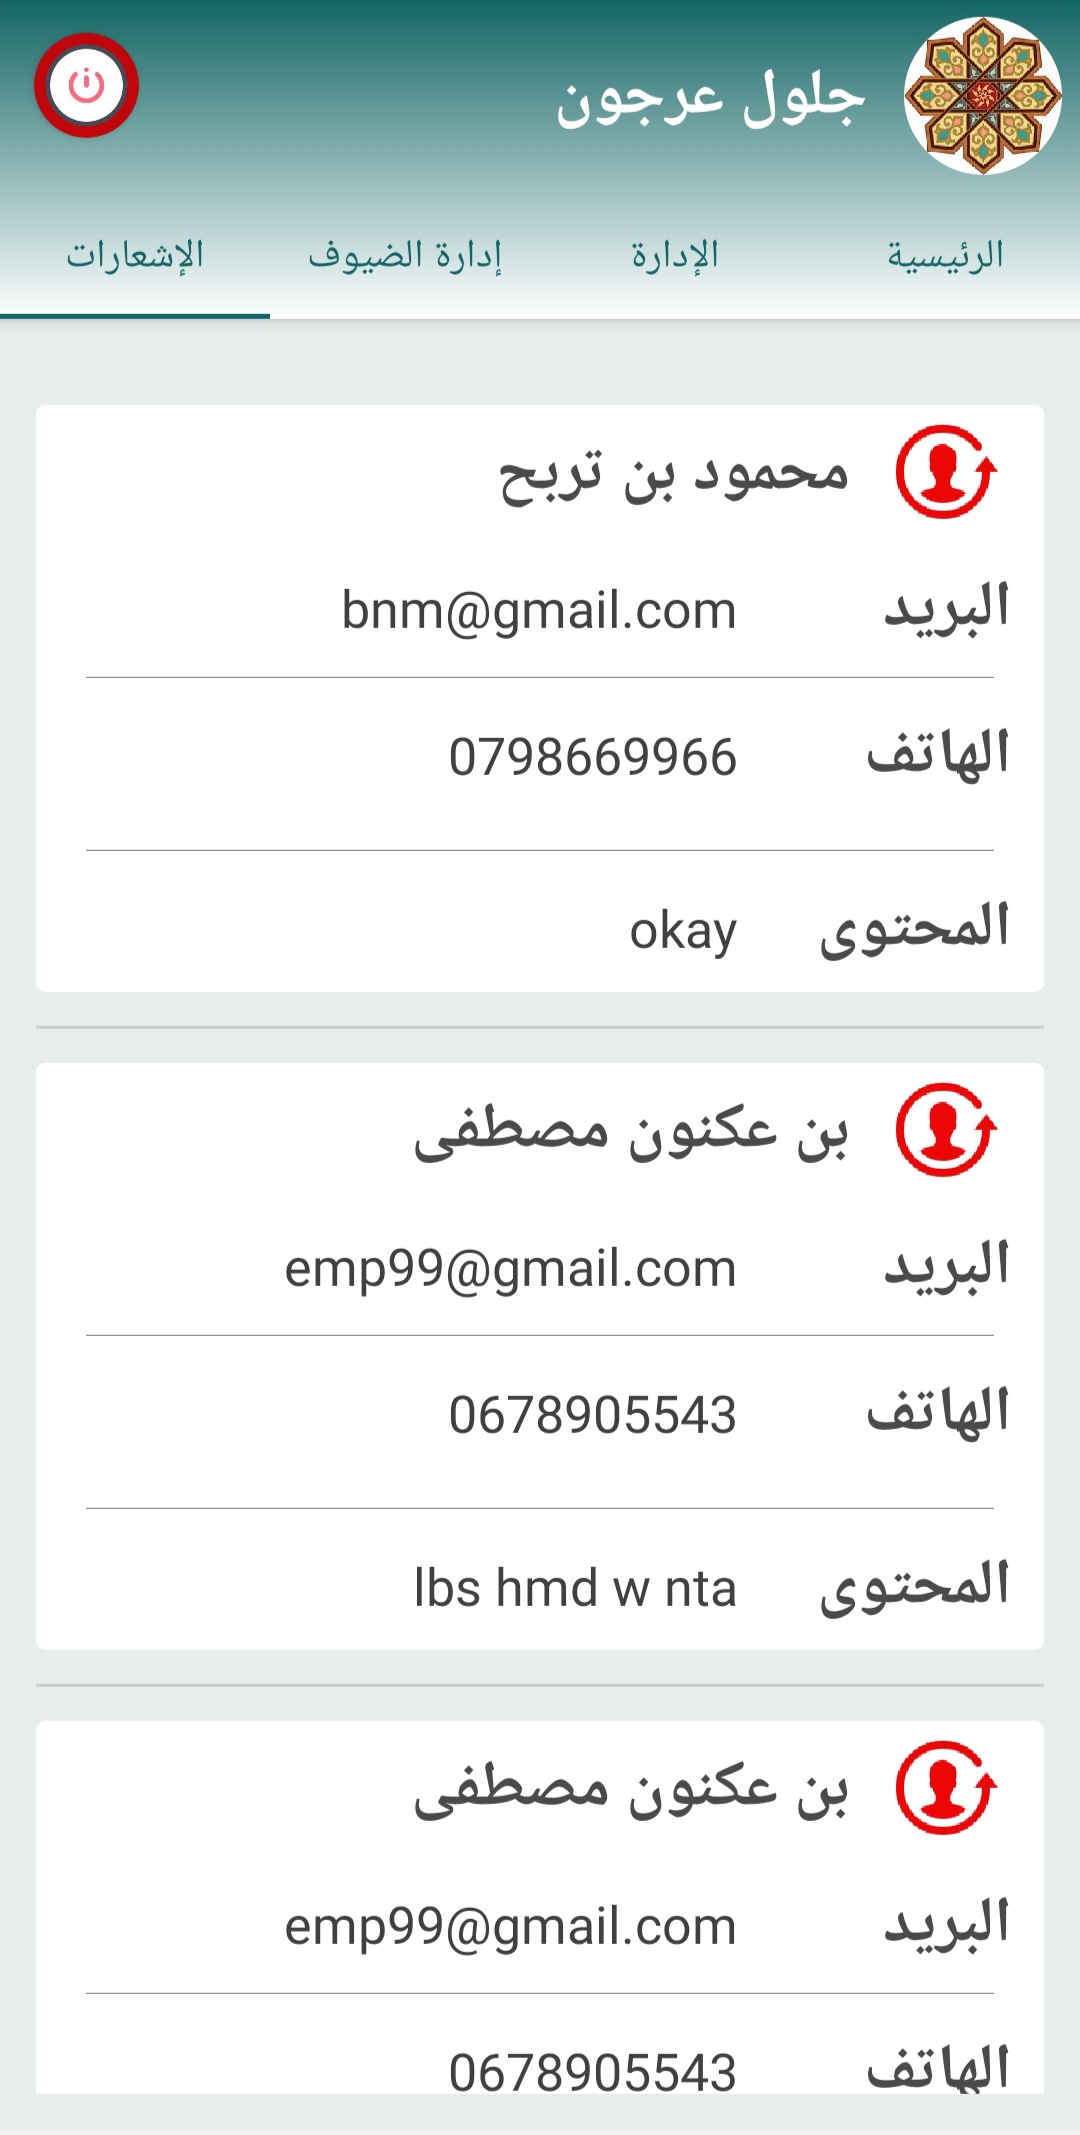 جلول عرجون
الرئيسية الإدارة إدارة الضيوف الإشعارات
محمود بن تربح
البريد bnm@gmail.com
الهاتف 0798669966
المحتوى okay
بن عكنون مصطفى
البريد emp99@gmail.com
الهاتف 0678905543
المحتوى lbs hmd w nta
بن عكنون مصطفى
البريد emp99@gmail.com
الهاتف 0678905543